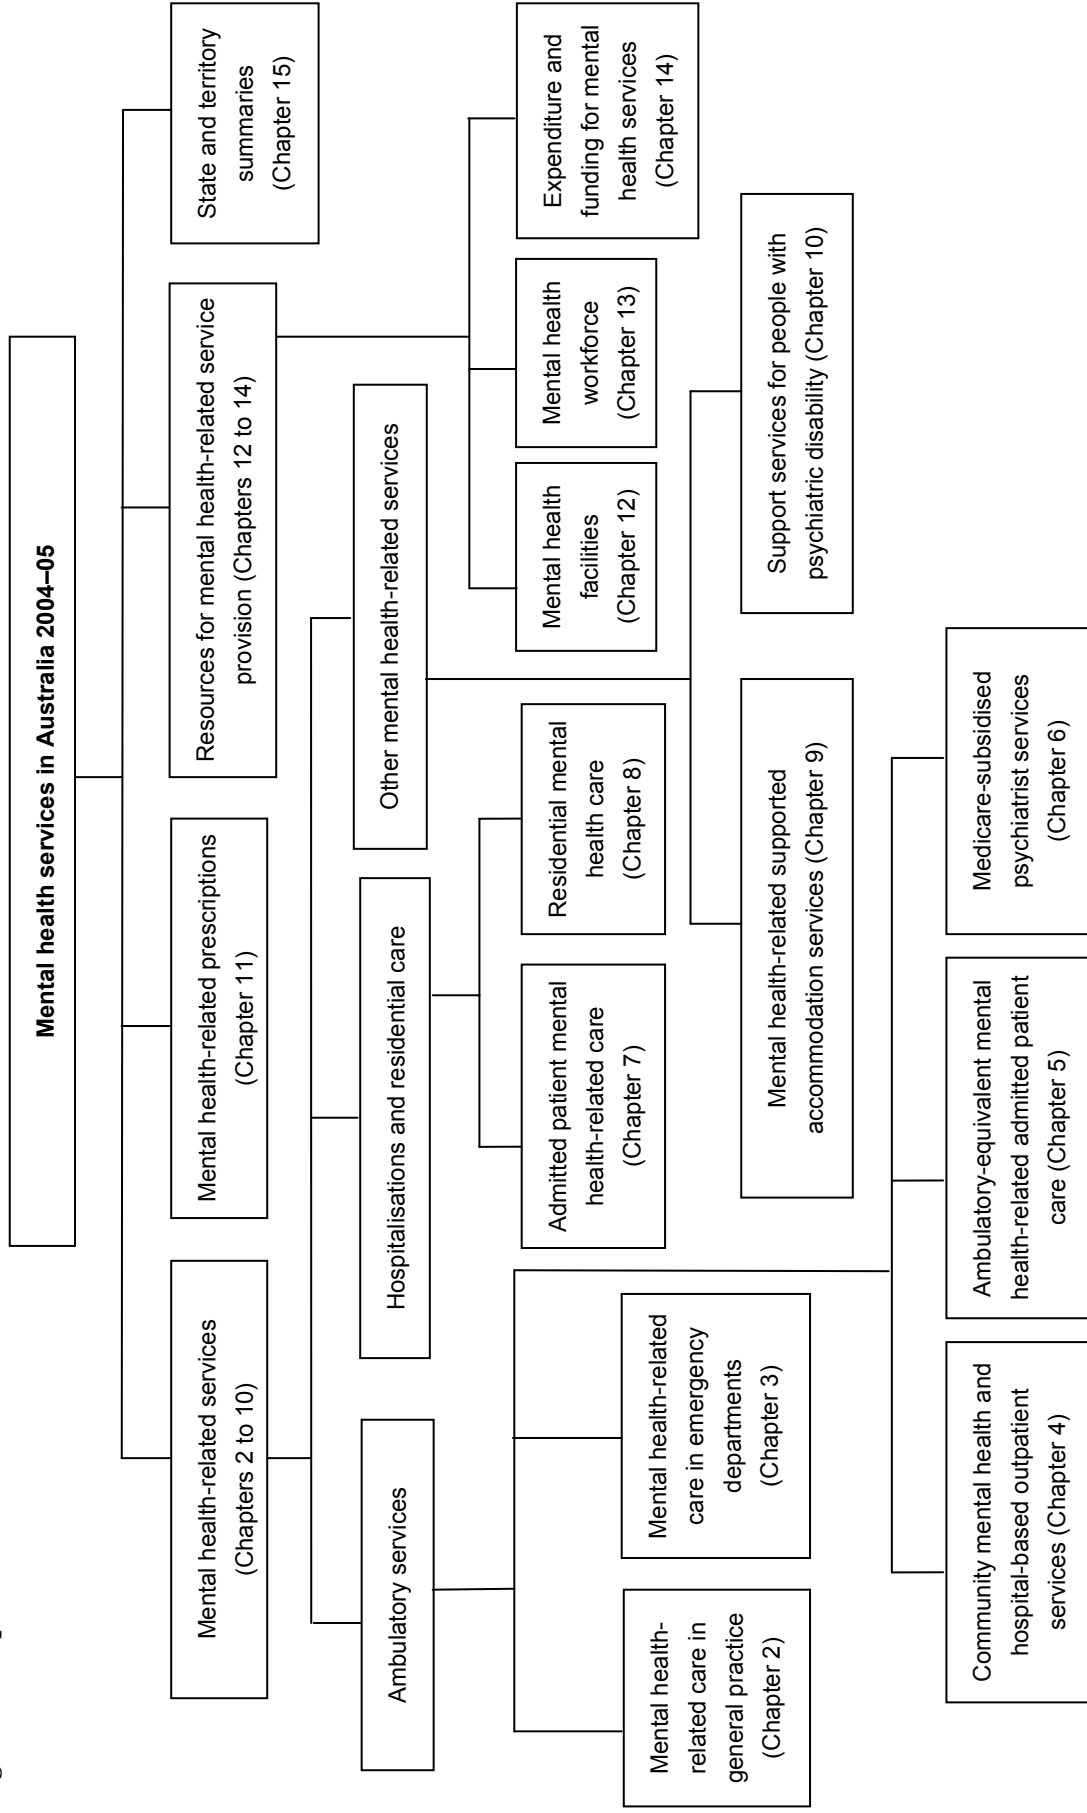 Mental health services in Australia 2004–05
Mental health-related services
(Chapters 2 to 10)
Mental health-related prescriptions
(Chapter 11)
Resources for mental health-related service
provision (Chapters 12 to 14)
State and territory
summaries
(Chapter 15)
Ambulatory services
Hospitalisations and residential care
Other mental health-related services
Mental health
facilities
(Chapter 12)
Mental health
workforce
(Chapter 13)
Expenditure and
funding for mental
health services
(Chapter 14)
Admitted patient mental
health-related care
(Chapter 7)
Residential mental
health care
(Chapter 8)
Mental health-
related care in
general practice
(Chapter 2)
Mental health-related
care in emergency
departments
(Chapter 3)
Mental health-related supported
accommodation services (Chapter 9)
Support services for people with
psychiatric disability (Chapter 10)
Community mental health and
hospital-based outpatient
services (Chapter 4)
Ambulatory-equivalent mental
health-related admitted patient
care (Chapter 5)
Medicare-subsidised
psychiatrist services
(Chapter 6)